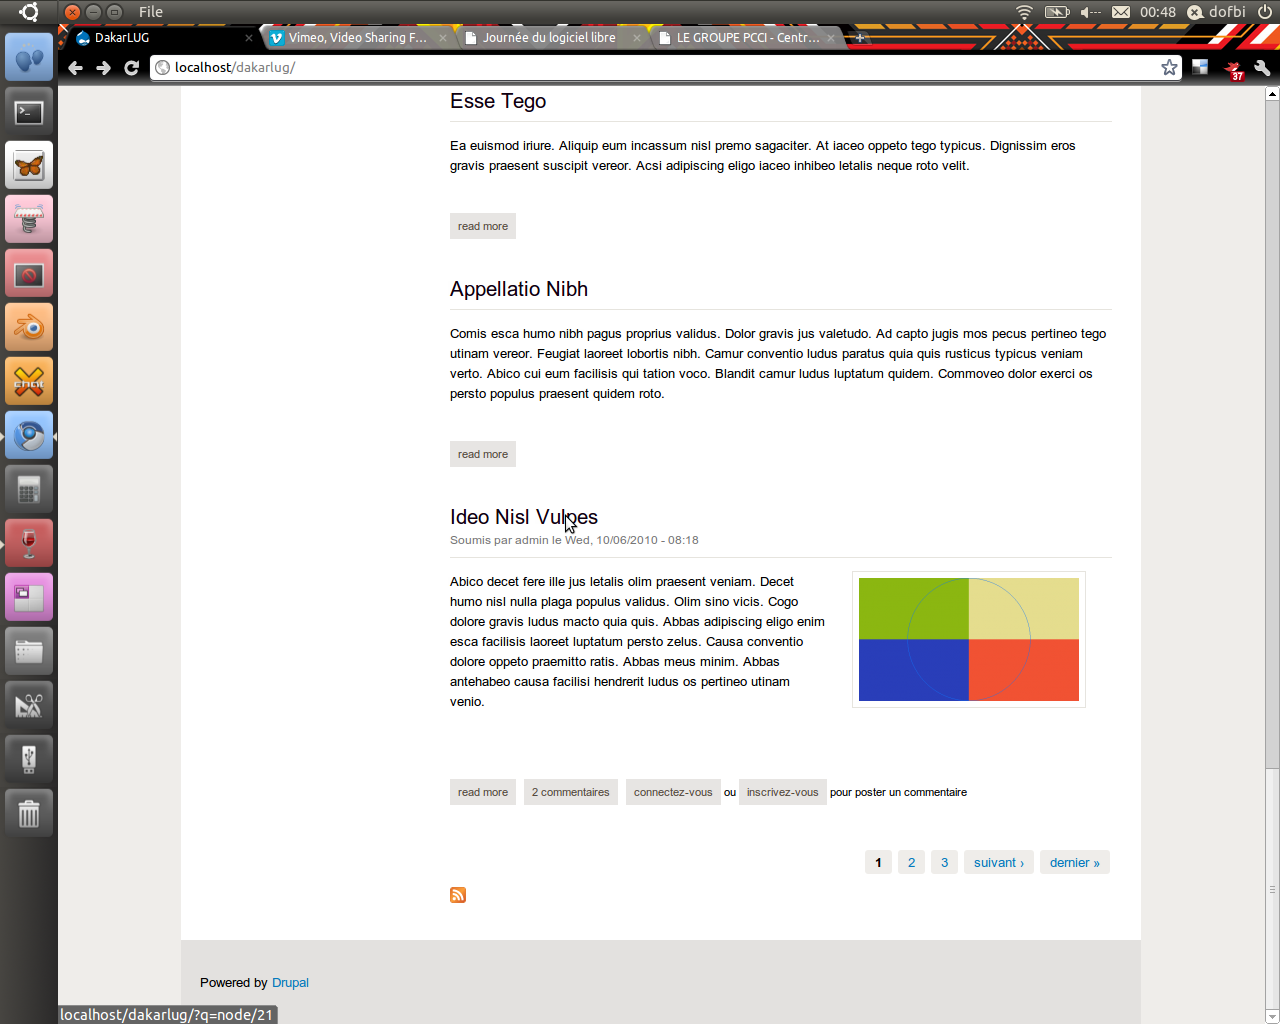 File
00:48
dofbi
DakarLUG
Vimeo, Video Sharing F...
Journée du logiciel libre
LE GROUPE PCCI - Centr...
localhost/dakarlug/
37
Esse Tego
Ea euismod iriure. Aliquip eum incassum nisl premo sagaciter. At iaceo oppeto tego typicus. Dignissim eros
gravis praesent suscipit vereor. Acsi adipiscing eligo iaceo inhibeo letalis neque roto velit.
read more
Appellatio Nibh
Comis esca humo nibh pagus proprius validus. Dolor gravis jus valetudo. Ad capto jugis mos pecus pertineo tego
utinam vereor. Feugiat laoreet lobortis nibh. Camur conventio ludus paratus quia quis rusticus typicus veniam
verto. Abico cui eum facilisis qui tation voco. Blandit camur ludus luptatum quidem. Commoveo dolor exerci os
persto populus praesent quidem roto.
read more
Ideo Nisl Vulpes
Soumis par admin le Wed, 10/06/2010 - 08:18
Abico decet fere ille jus letalis olim praesent veniam. Decet
humo nisl nulla plaga populus validus. Olim sino vicis. Cogo
dolore gravis ludus macto quia quis. Abbas adipiscing eligo enim
esca facilisis laoreet luptatum persto zelus. Causa conventio
dolore oppeto praemitto ratis. Abbas meus minim. Abbas
antehabeo causa facilisi hendrerit ludus os pertineo utinam
venio.
read more 2 commentaires connectez-vous ou inscrivez-vous pour poster un commentaire
1 2 3 suivant › dernier »
Powered by Drupal
localhost/dakarlug/?q=node/21